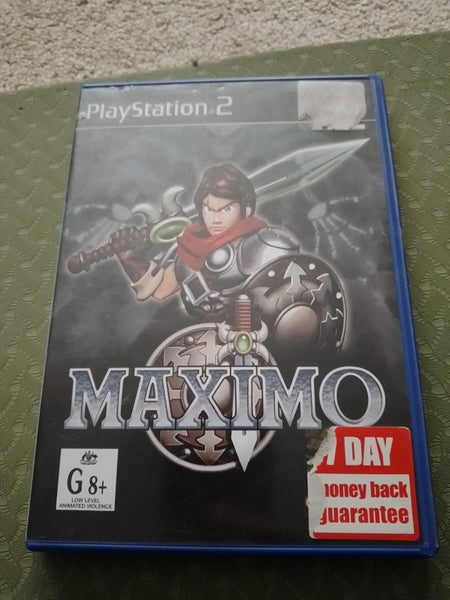 PlayStation 2
MAXIMO
G 8+
LOW LEVEL
ANIMATED VIOLENCE
DAY
oney back
uarantee